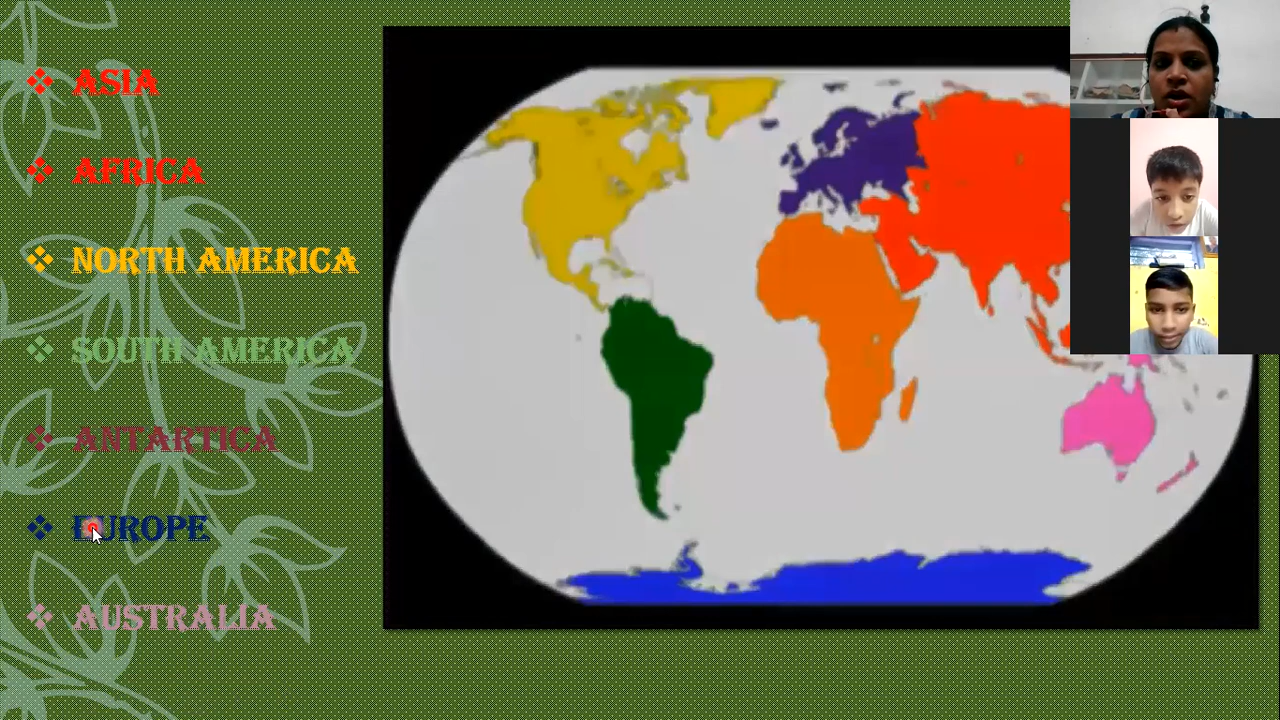 ASIA
AFRICA
NORTH AMERICA
SOUTH AMERICA
ANTARTICA
EUROPE
AUSTRALIA